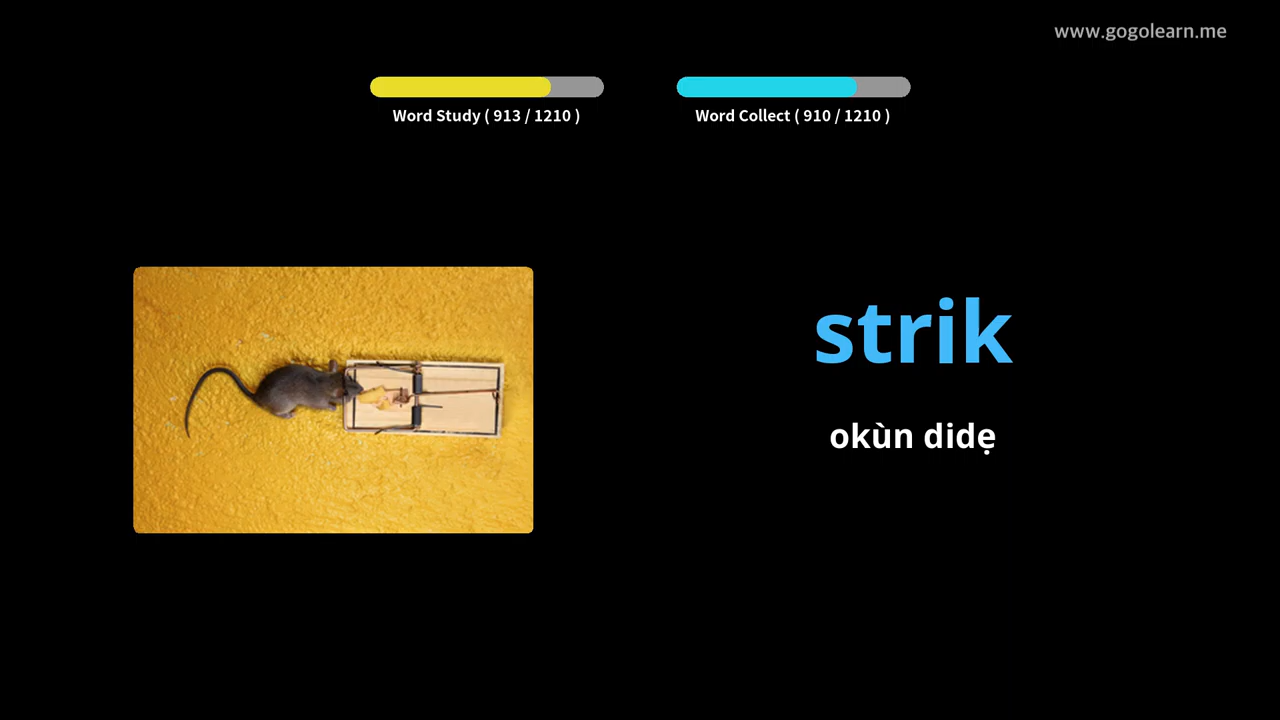 www.gogolearn.me
Word Study ( 913 / 1210 )
Word Collect ( 910 / 1210 )
strik
okùn didẹ